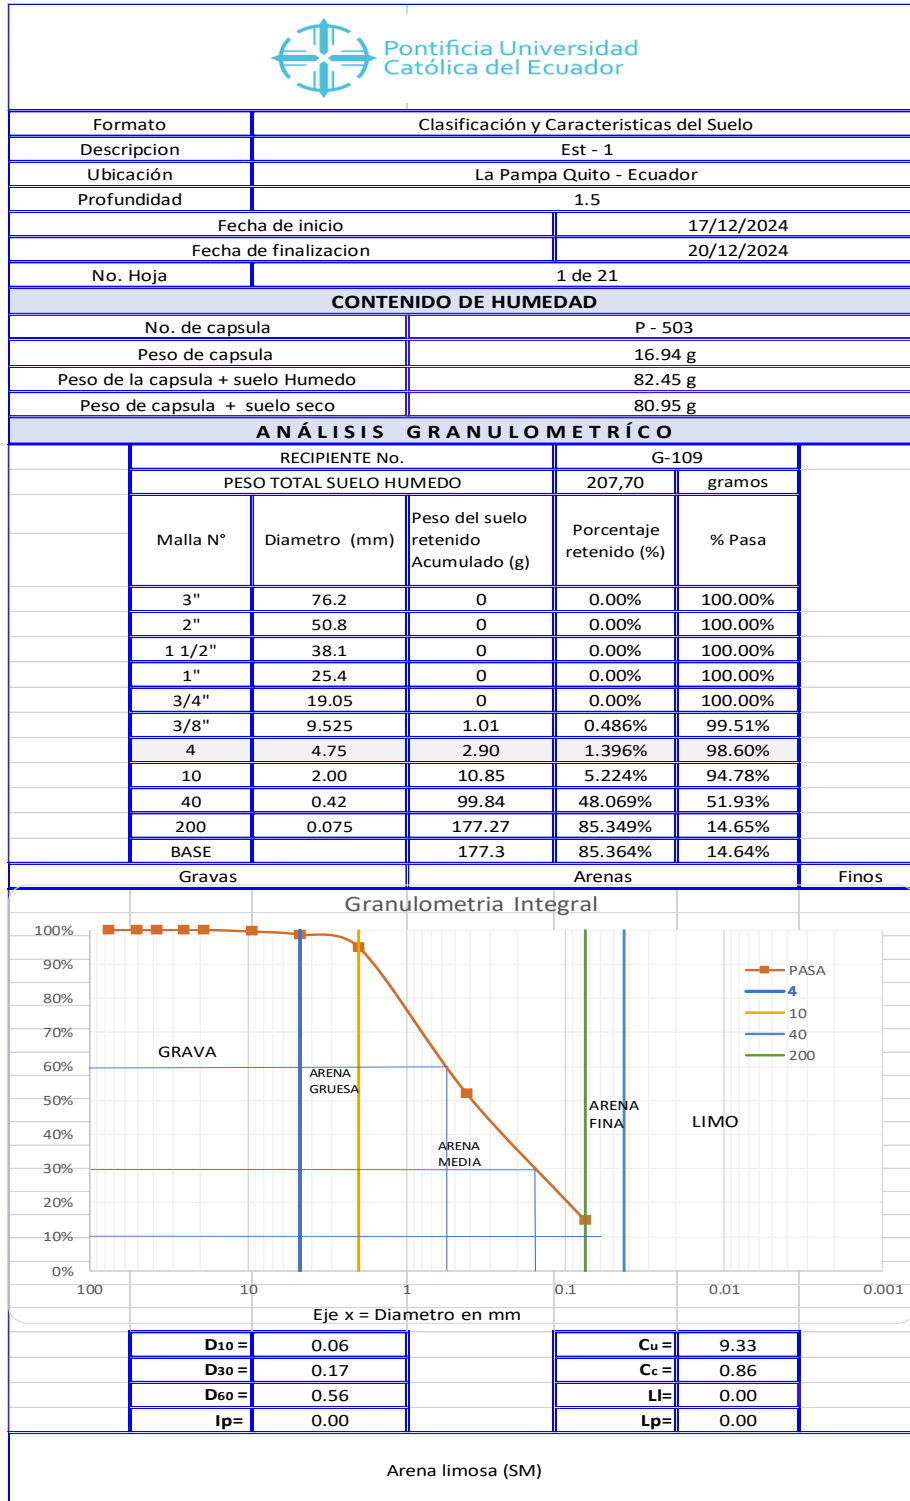 Pontificia Universidad
Católica del Ecuador
Formato Clasificación y Caracteristicas del Suelo
Descripcion Est - 1
Ubicación La Pampa Quito - Ecuador
Profundidad 1.5
Fecha de inicio 17/12/2024
Fecha de finalizacion 20/12/2024
No. Hoja 1 de 21
CONTENIDO DE HUMEDAD
No. de capsula P - 503
Peso de capsula 16.94 g
Peso de la capsula + suelo Humedo 82.45 g
Peso de capsula + suelo seco 80.95 g
ANÁLISIS GRANULOMETRÍCO
RECIPIENTE No. G-109
PESO TOTAL SUELO HUMEDO 207,70 gramos
Malla N° Diametro (mm) Peso del suelo retenido Acumulado (g) Porcentaje retenido (%) % Pasa
3" 76.2 0 0.00% 100.00%
2" 50.8 0 0.00% 100.00%
1 1/2" 38.1 0 0.00% 100.00%
1" 25.4 0 0.00% 100.00%
3/4" 19.05 0 0.00% 100.00%
3/8" 9.525 1.01 0.486% 99.51%
4 4.75 2.90 1.396% 98.60%
10 2.00 10.85 5.224% 94.78%
40 0.42 99.84 48.069% 51.93%
200 0.075 177.27 85.349% 14.65%
BASE 177.3 85.364% 14.64%
Gravas Arenas Finos
Granulometria Integral
100%
90%
80%
70%
60%
50%
40%
30%
20%
10%
0%
PASA
4
10
40
200
GRAVA
ARENA
GRUESA
ARENA
MEDIA
ARENA
FINA
LIMO
100 10 1 0.1 0.01 0.001
Eje x = Diametro en mm
D10 = 0.06 Cu = 9.33
D30 = 0.17 Cc = 0.86
D60 = 0.56 Ll= 0.00
Ip= 0.00 Lp= 0.00
Arena limosa (SM)